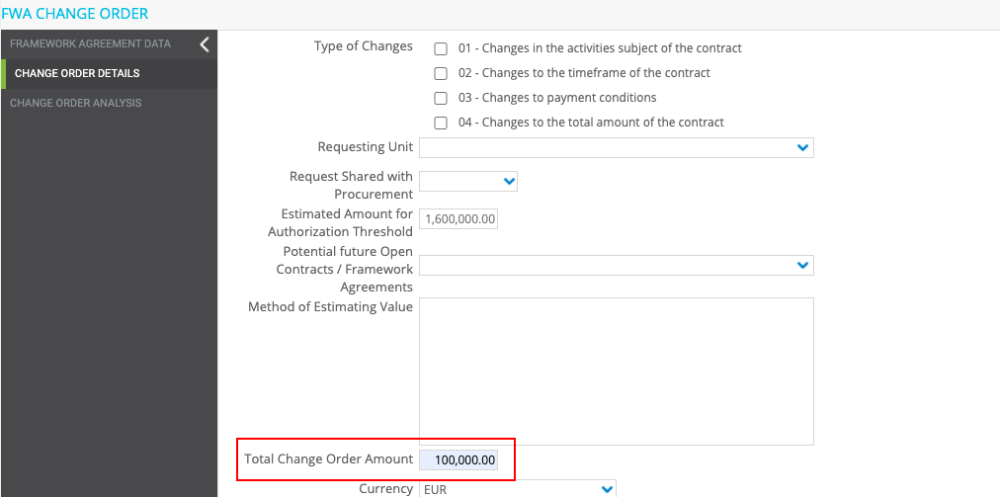 FWA CHANGE ORDER
FRAMEWORK AGREEMENT DATA
CHANGE ORDER DETAILS
CHANGE ORDER ANALYSIS
Type of Changes
01 - Changes in the activities subject of the contract
02 - Changes to the timeframe of the contract
03 - Changes to payment conditions
04 - Changes to the total amount of the contract
Requesting Unit
Request Shared with
Procurement
Estimated Amount for
Authorization Threshold
1,600,000.00
Potential future Open
Contracts / Framework
Agreements
Method of Estimating Value
Total Change Order Amount
100,000.00
Currency
EUR